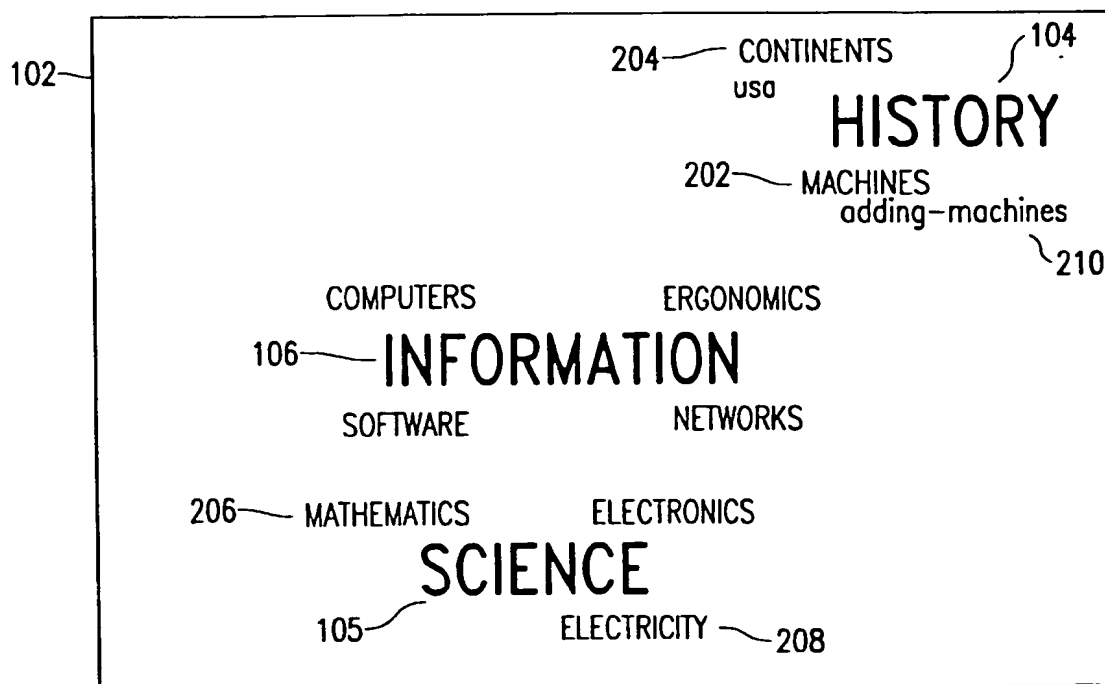 204 CONTINENTS 104
102 usa
HISTORY
202 MACHINES
adding-machines
210
COMPUTERS ERGONOMICS
106 INFORMATION
SOFTWARE NETWORKS
206 MATHEMATICS ELECTRONICS
SCIENCE
105 ELECTRICITY 208